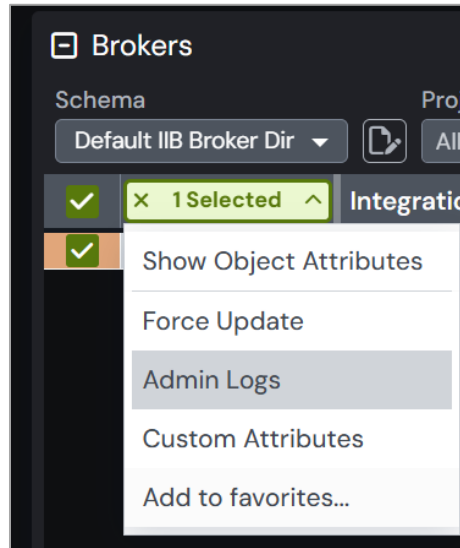 Brokers
Schema
Default IIB Broker Dir
All
1 Selected
Show Object Attributes
Force Update
Admin Logs
Custom Attributes
Add to favorites...